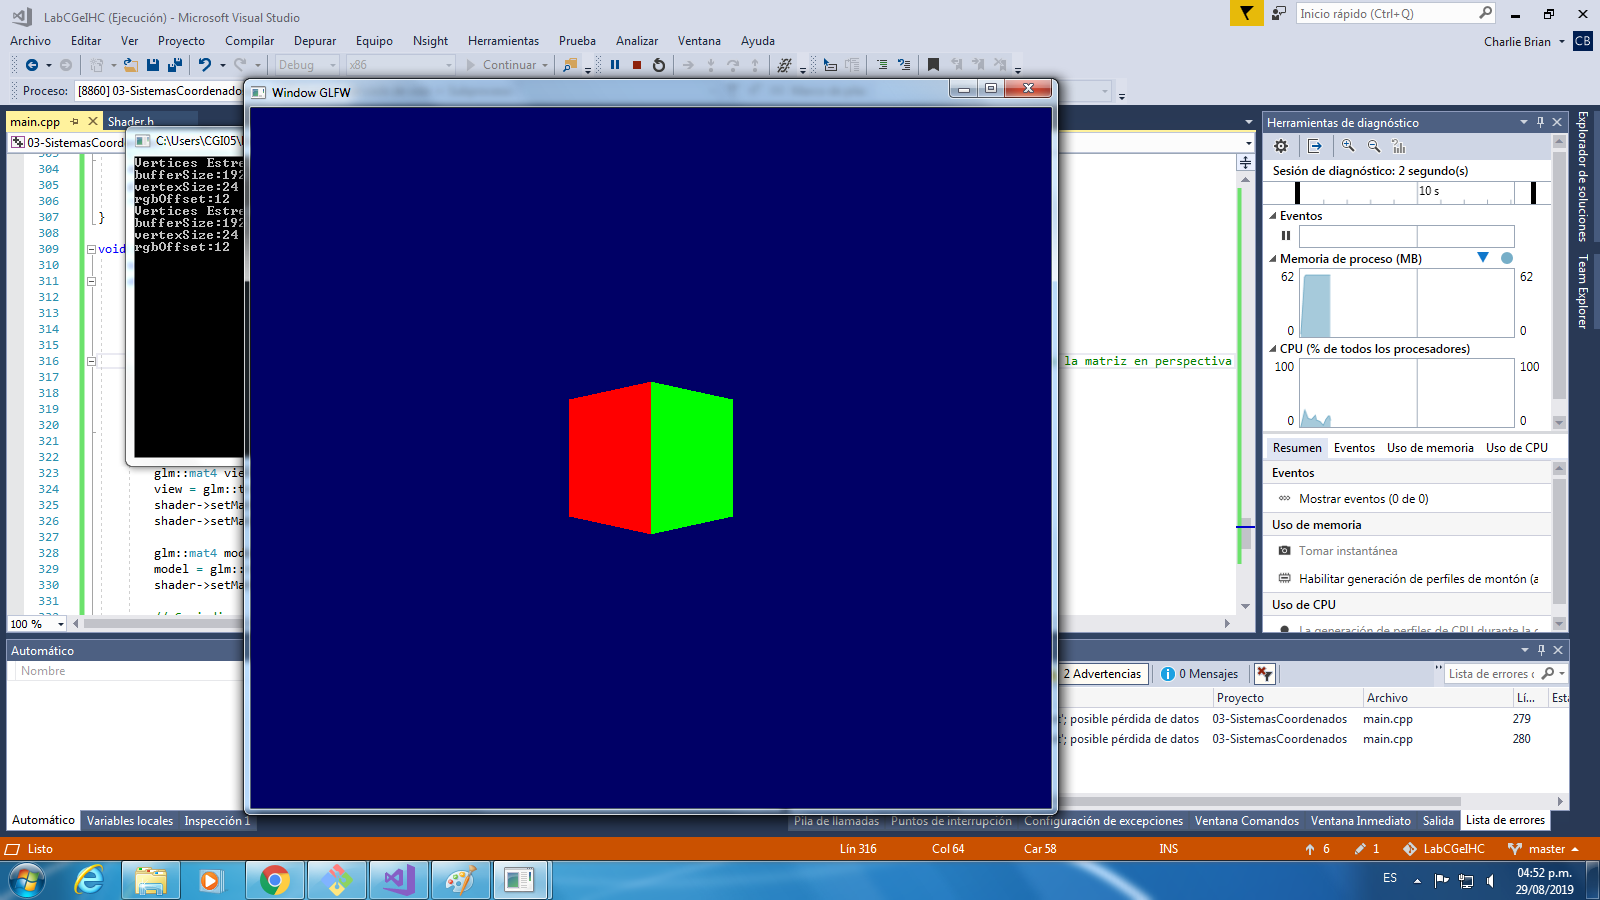 LabCGeIHC (Ejecución) - Microsoft Visual Studio
Inicio rápido (Ctrl+Q)
Archivo Editar Ver Proyecto Compilar Depurar Equipo Nsight Herramientas Prueba Analizar Ventana Ayuda
Charlie Brian CB
Debug x86 Continuar
Proceso: [8860] 03-SistemasCoordenado
Window GLFW
main.cpp Shader.h
03-SistemasCoord
C:\Users\CGI05\
Vertices Estre
bufferSize:192
vertexSize:24
rgbOffset:12
Vertices Estre
bufferSize:192
vertexSize:24
rgbOffset:12
304
305
306
307 }
308
309 void
310
311
312
313
314
315
316 la matriz en perspectiva
317
318
319
320
321
322
323 glm::mat4 vie
324 view = glm::t
325 shader->setMa
326 shader->setMa
327
328 glm::mat4 mod
329 model = glm::
330 shader->setMa
331
100 %
Herramientas de diagnóstico
Sesión de diagnóstico: 2 segundo(s)
10 s
Eventos
Memoria de proceso (MB)
62 62
0 0
CPU (% de todos los procesadores)
100 100
0 0
Resumen Eventos Uso de memoria Uso de CPU
Eventos
Mostrar eventos (0 de 0)
Uso de memoria
Tomar instantánea
Habilitar generación de perfiles de montón (a
Uso de CPU
La generación de perfiles de CPU durante la
Explorador de soluciones
Team Explorer
Automático
Nombre
Automático Variables locales Inspección 1
2 Advertencias 0 Mensajes Lista de errores
Proyecto Archivo Lí... Esta
'; posible pérdida de datos 03-SistemasCoordenados main.cpp 279
'; posible pérdida de datos 03-SistemasCoordenados main.cpp 280
Pila de llamadas Puntos de interrupción Configuración de excepciones Ventana Comandos Ventana Inmediato Salida Lista de errores
Listo Lín 316 Col 64 Car 58 INS 6 1 LabCGeIHC master
ES 04:52 p.m.
29/08/2019